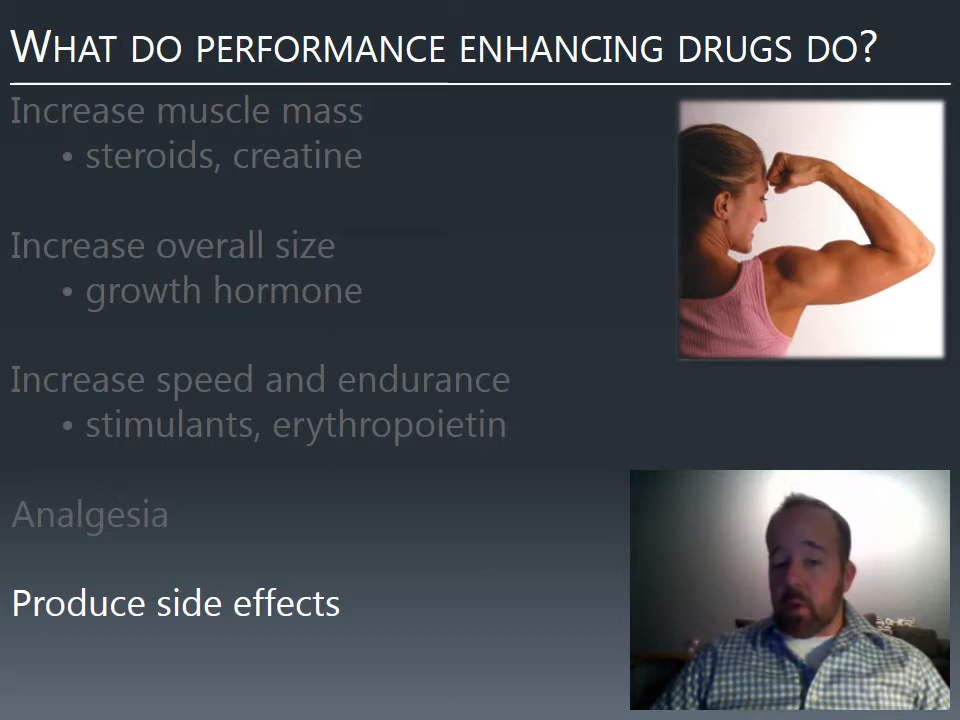 WHAT DO PERFORMANCE ENHANCING DRUGS DO?
Increase muscle mass
• steroids, creatine
Increase overall size
• growth hormone
Increase speed and endurance
• stimulants, erythropoietin
Analgesia
Produce side effects